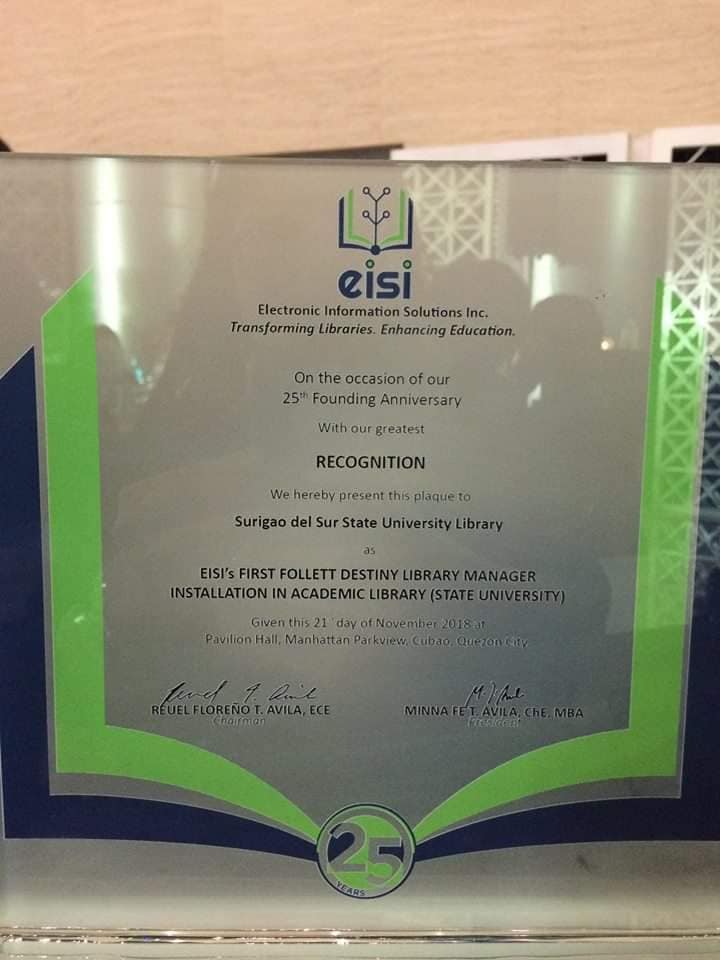 eisi
Electronic Information Solutions Inc.
Transforming Libraries. Enhancing Education.
On the occasion of our
25th Founding Anniversary
With our greatest
RECOGNITION
We hereby present this plaque to
Surigao del Sur State University Library
as
EISI's FIRST FOLLETT DESTINY LIBRARY MANAGER
INSTALLATION IN ACADEMIC LIBRARY (STATE UNIVERSITY)
Given this 21 day of November 2018 at
Pavilion Hall, Manhattan Parkview, Cubao, Quezon City
REUEL FLOREÑO T. AVILA, ECE
Chairman
MINNA FE T. AVILA, ChE, MBA
President
25
YEARS